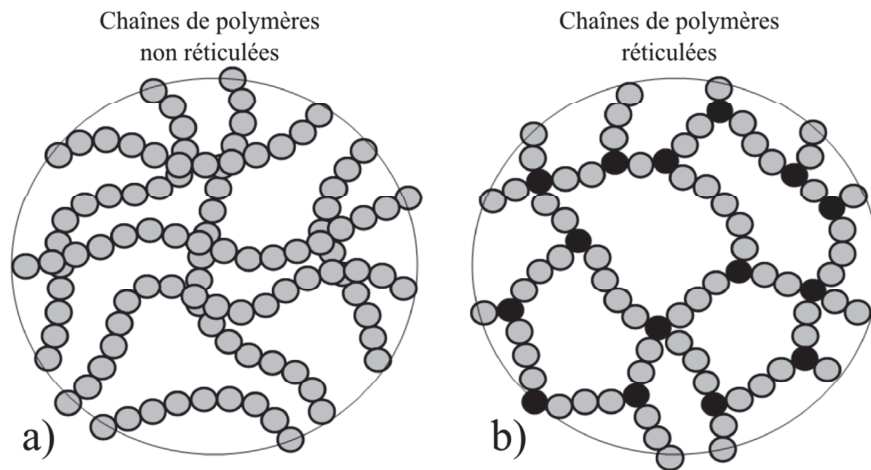 Chaînes de polymères
non réticulées
Chaînes de polymères
réticulées
a)
b)